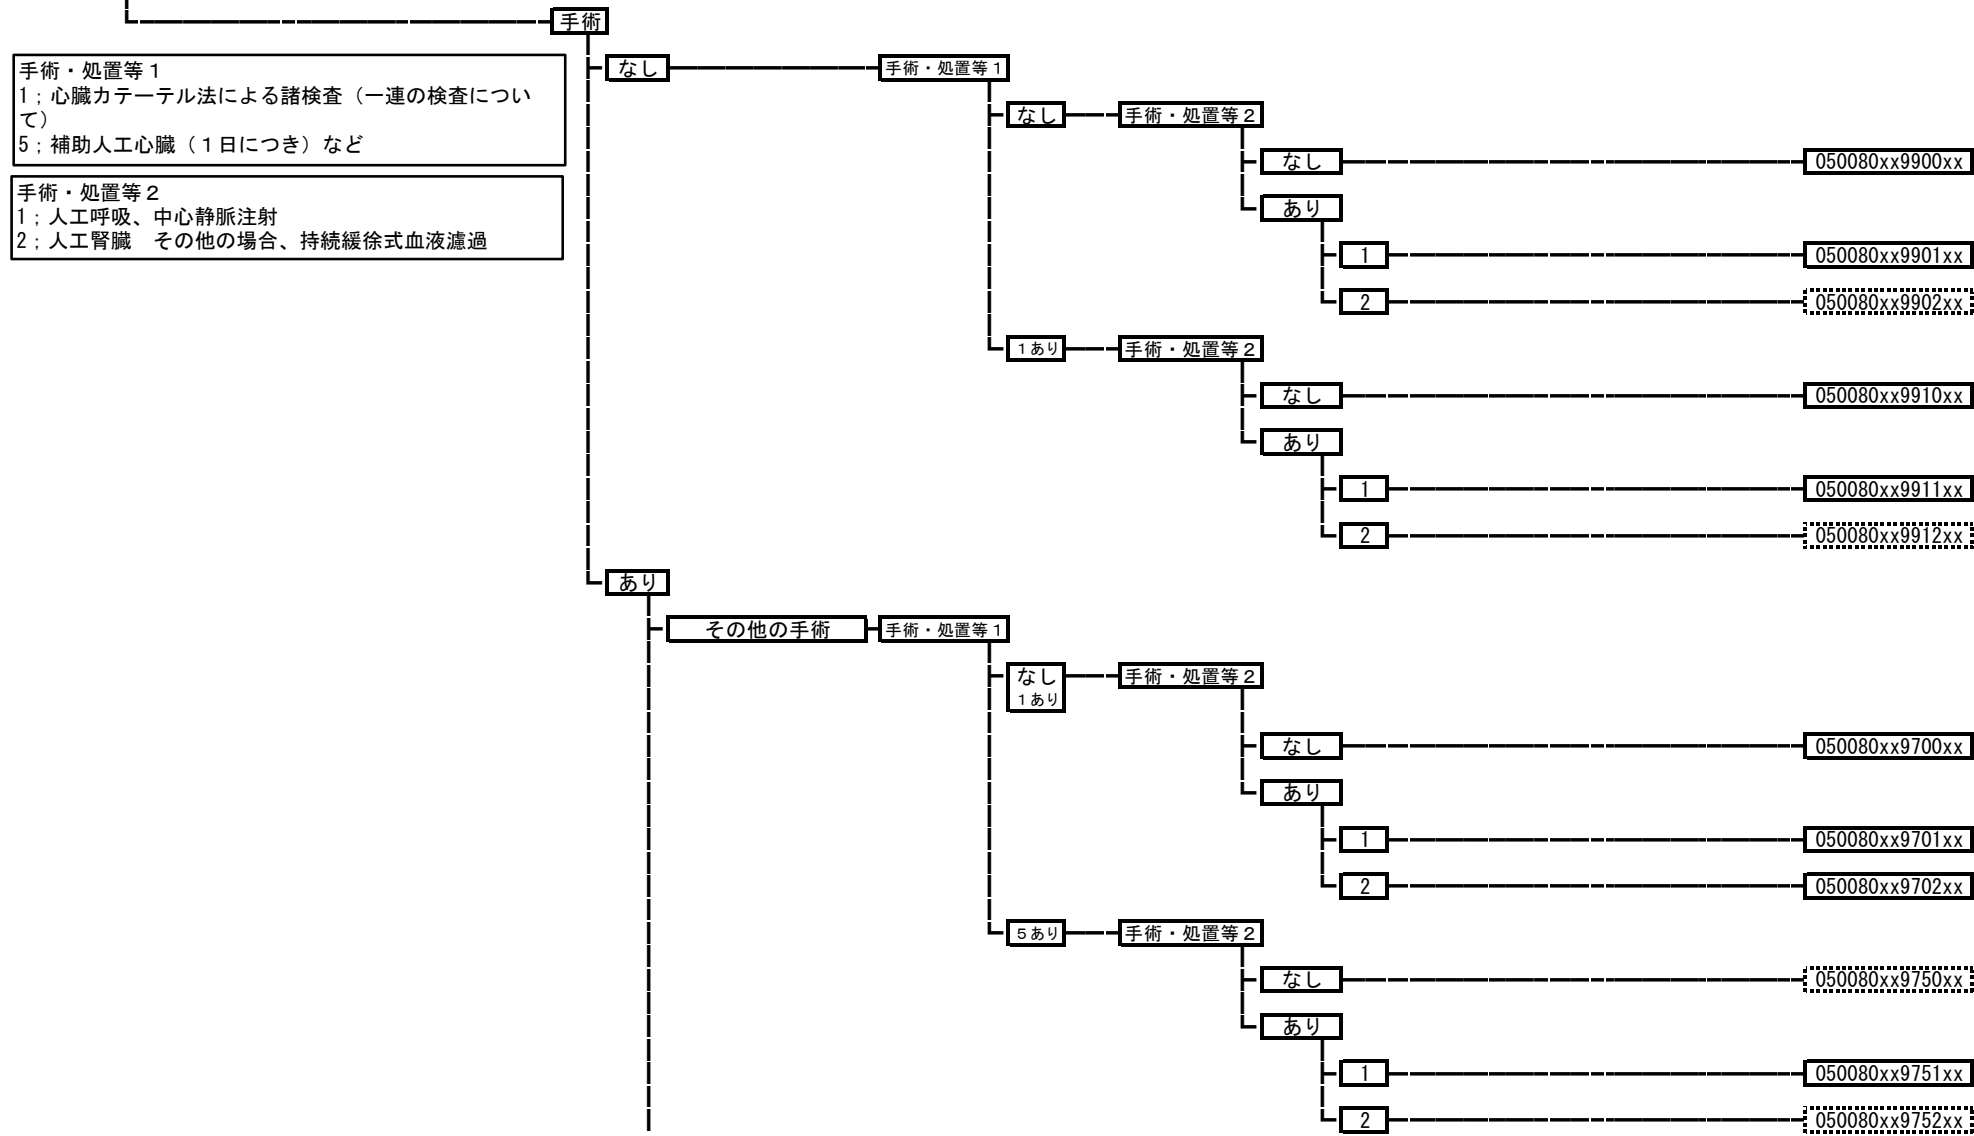 手術
手術・処置等１
1；心臓カテーテル法による諸検査（一連の検査につい
て）
5；補助人工心臓（１日につき）など
手術・処置等２
1；人工呼吸、中心静脈注射
2；人工腎臓　その他の場合、持続緩徐式血液濾過
なし 手術・処置等１
なし 手術・処置等２
なし 050080xx9900xx
あり
1 050080xx9901xx
2 050080xx9902xx
１あり 手術・処置等２
なし 050080xx9910xx
あり
1 050080xx9911xx
2 050080xx9912xx
あり
その他の手術 手術・処置等１
なし 手術・処置等２
１あり
なし 050080xx9700xx
あり
1 050080xx9701xx
2 050080xx9702xx
５あり 手術・処置等２
なし 050080xx9750xx
あり
1 050080xx9751xx
2 050080xx9752xx